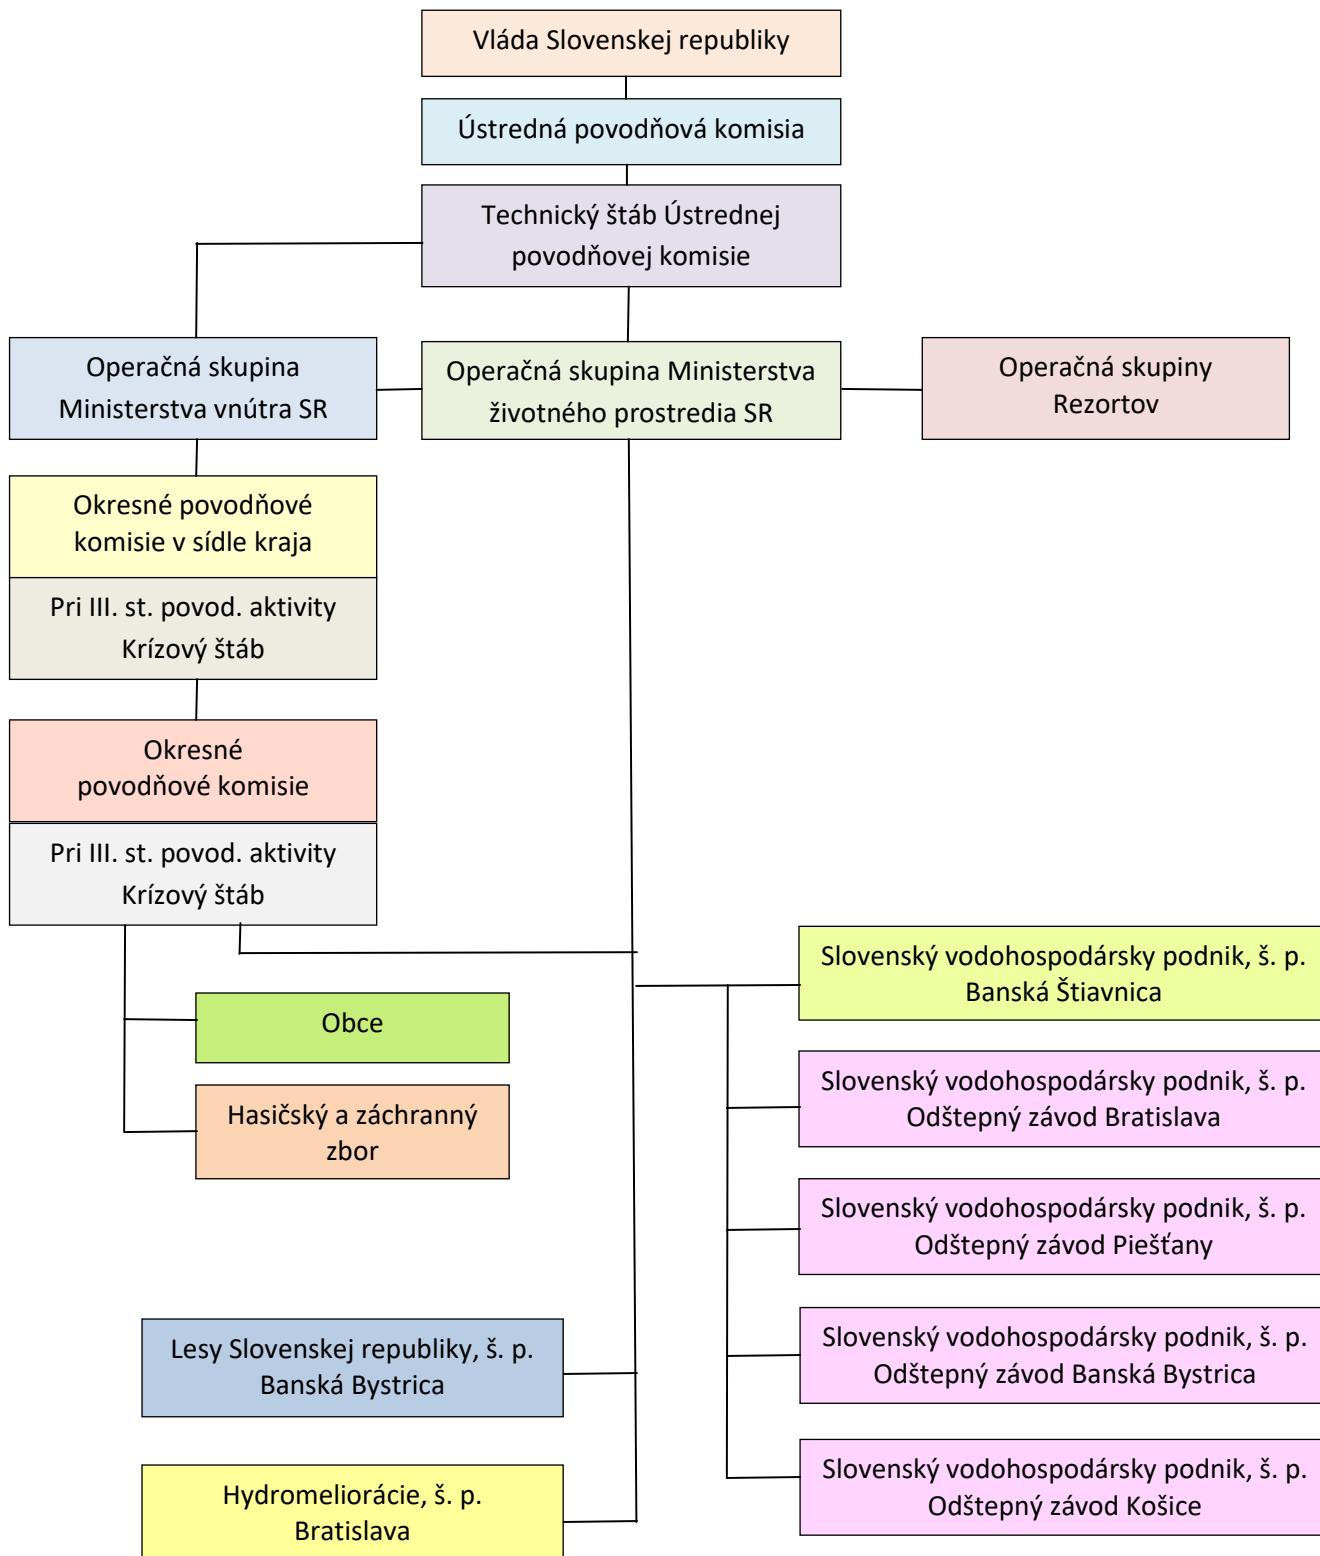 Vláda Slovenskej republiky
Ústredná povodňová komisia
Technický štáb Ústrednej
povodňovej komisie
Operačná skupina
Ministerstva vnútra SR
Operačná skupina Ministerstva
životného prostredia SR
Operačná skupiny
Rezortov
Okresné povodňové
komisie v sídle kraja
Pri III. st. povod. aktivity
Krízový štáb
Okresné
povodňové komisie
Pri III. st. povod. aktivity
Krízový štáb
Obce
Hasičský a záchranný
zbor
Slovenský vodohospodársky podnik, š. p.
Banská Štiavnica
Slovenský vodohospodársky podnik, š. p.
Odštepný závod Bratislava
Slovenský vodohospodársky podnik, š. p.
Odštepný závod Piešťany
Slovenský vodohospodársky podnik, š. p.
Odštepný závod Banská Bystrica
Slovenský vodohospodársky podnik, š. p.
Odštepný závod Košice
Lesy Slovenskej republiky, š. p.
Banská Bystrica
Hydromeliorácie, š. p.
Bratislava